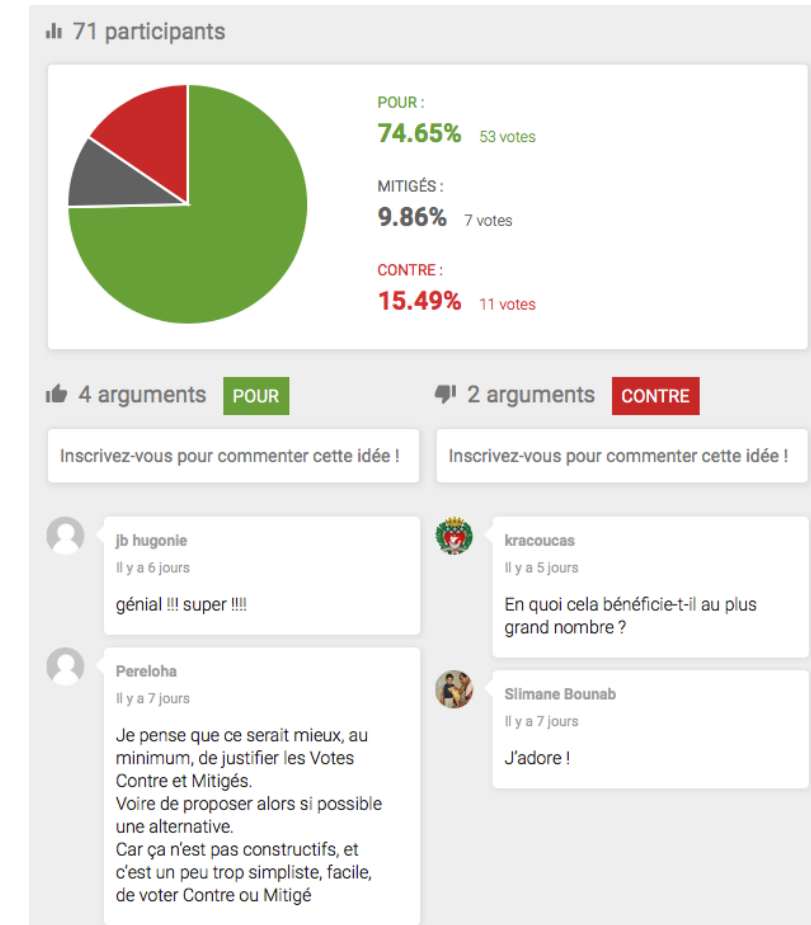 71 participants
POUR :
74.65% 53 votes
MITIGÉS :
9.86% 7 votes
CONTRE :
15.49% 11 votes
4 arguments POUR
Inscrivez-vous pour commenter cette idée !
jb hugonie
Il y a 6 jours
génial !!! super !!!!
Pereloha
Il y a 7 jours
Je pense que ce serait mieux, au
minimum, de justifier les Votes
Contre et Mitigés.
Voire de proposer alors si possible
une alternative.
Car ça n'est pas constructifs, et
c'est un peu trop simpliste, facile,
de voter Contre ou Mitigé
2 arguments CONTRE
Inscrivez-vous pour commenter cette idée !
kracoucas
Il y a 5 jours
En quoi cela bénéficie-t-il au plus
grand nombre ?
Slimane Bounab
Il y a 7 jours
J'adore !